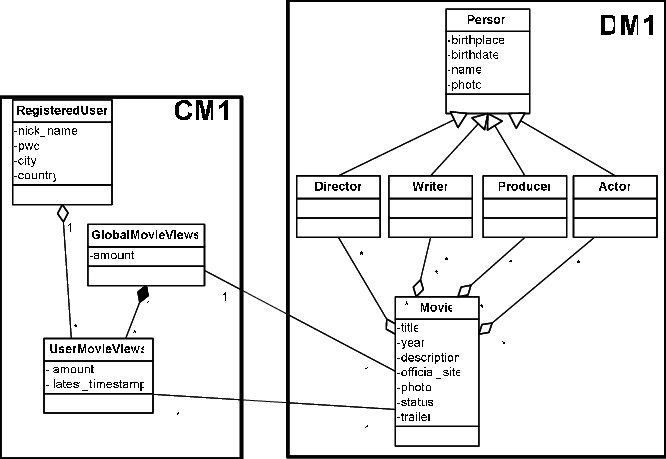 CM1
RegisteredUser
-nick_name
-pwd
-city
-country
1
GlobalMovieViews
-amount
1
*
*
UserMovieViews
- amount
- latest_timestamp
DM1
Person
-birthplace
-birthdate
-name
-photo
Director
Writer
Producer
Actor
*
*
*
*
Movie
-title
-year
-description
-official_site
-photo
-status
-trailer
*
*